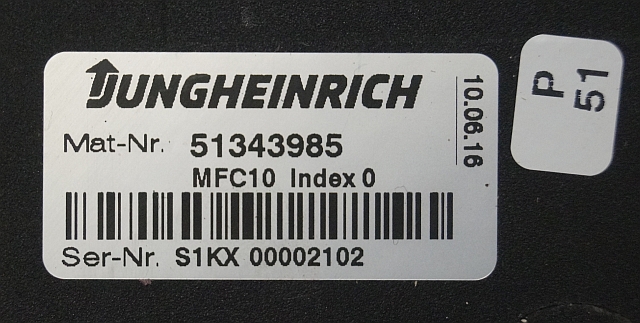 JUNGHEINRICH
Mat-Nr. 51343985
MFC10 Index 0
Ser-Nr. S1KX 00002102
10.06.16
P
51